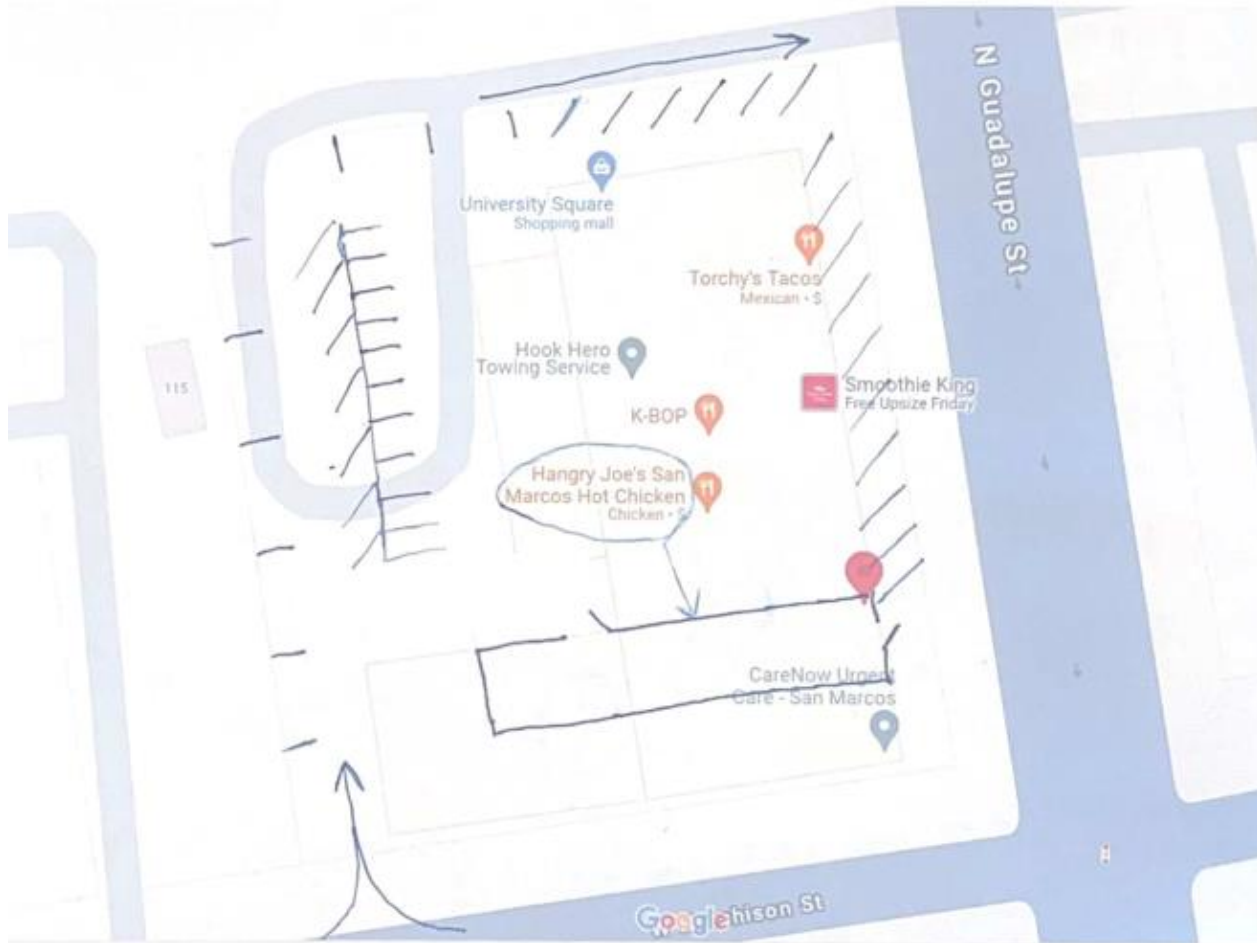 N Guadalupe St
University Square
Shopping mall
Torchy's Tacos
Mexican • $
Hook Hero
Towing Service
Smoothie King
Free Upsize Friday
115
K-BOP
Hangry Joe's San
Marcos Hot Chicken
Chicken • $
CareNow Urgent
Care - San Marcos
Google
hison St